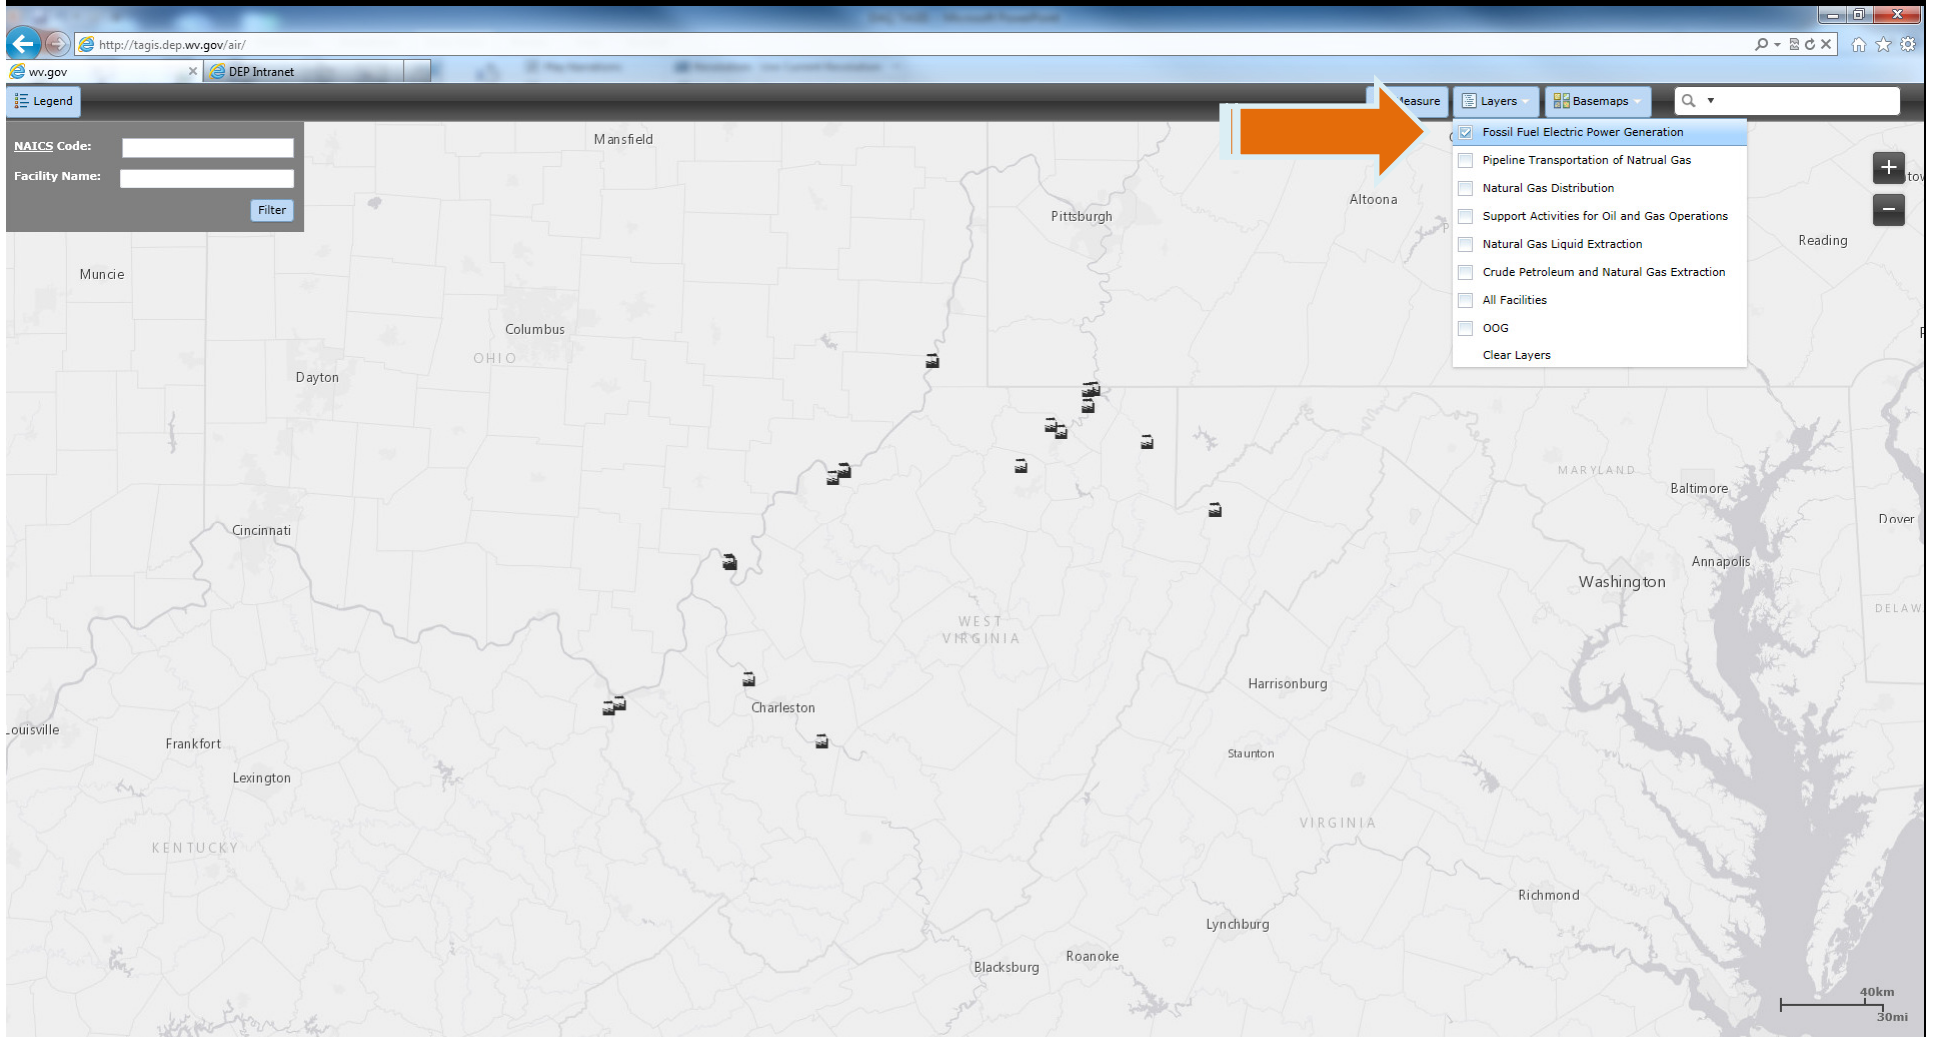 http://tagis.dep.wv.gov/air/
wv.gov
DEP Intranet
Legend
Measure
Layers
Basemaps
NAICS Code:
Facility Name:
Filter
Fossil Fuel Electric Power Generation
Pipeline Transportation of Natrual Gas
Natural Gas Distribution
Support Activities for Oil and Gas Operations
Natural Gas Liquid Extraction
Crude Petroleum and Natural Gas Extraction
All Facilities
OOG
Clear Layers
Mansfield
Altoona
Pittsburgh
Reading
Muncie
Columbus
OHIO
Dayton
MARYLAND
Baltimore
Dover
Cincinnati
Annapolis
Washington
DELAW
WEST
VIRGINIA
Harrisonburg
Charleston
ouisville
Frankfort
Staunton
Lexington
VIRGINIA
KENTUCKY
Richmond
Lynchburg
Roanoke
Blacksburg
40km
30mi